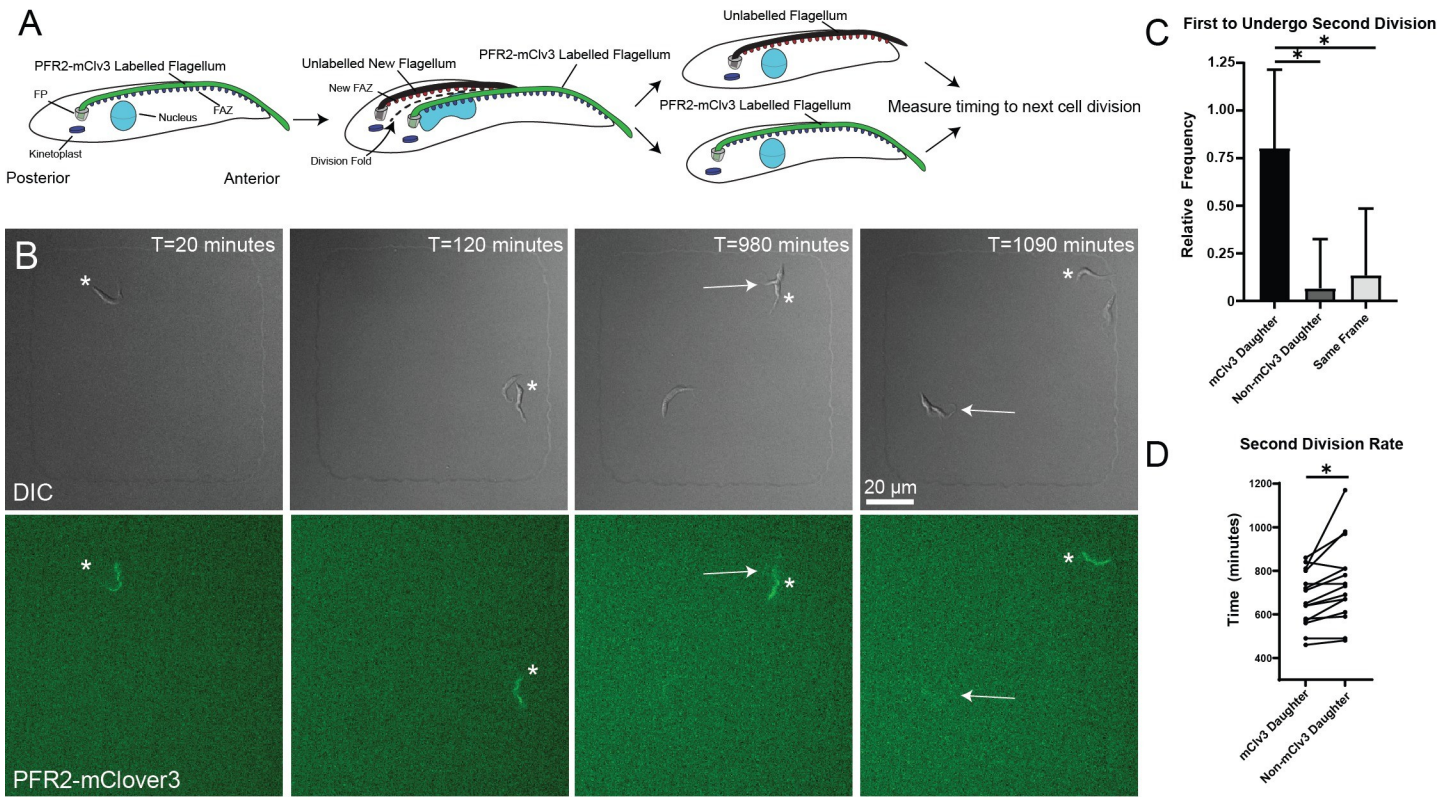 A
PFR2-mClv3 Labelled Flagellum
FP
FAZ
Nucleus
Kinetoplast
Posterior
Anterior
Unlabelled New Flagellum
New FAZ
PFR2-mClv3 Labelled Flagellum
Division Fold
Unlabelled Flagellum
PFR2-mClv3 Labelled Flagellum
Measure timing to next cell division
B
T=20 minutes
T=120 minutes
T=980 minutes
T=1090 minutes
*
*
*
*
DIC
20 µm
*
*
*
*
PFR2-mClover3
C
First to Undergo Second Division
*
*
1.25
1.00
0.75
0.50
0.25
0
Relative Frequency
mClv3 Daughter
Non-mClv3 Daughter
Same Frame
D
Second Division Rate
*
1200
1000
800
600
400
Time (minutes)
mClv3 Daughter
Non-mClv3 Daughter